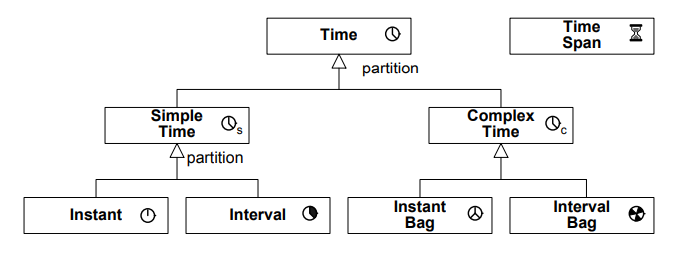 Time
Time
Span
partition
Simple
Time
s
Complex
Time
c
partition
Instant
Interval
Instant
Bag
Interval
Bag